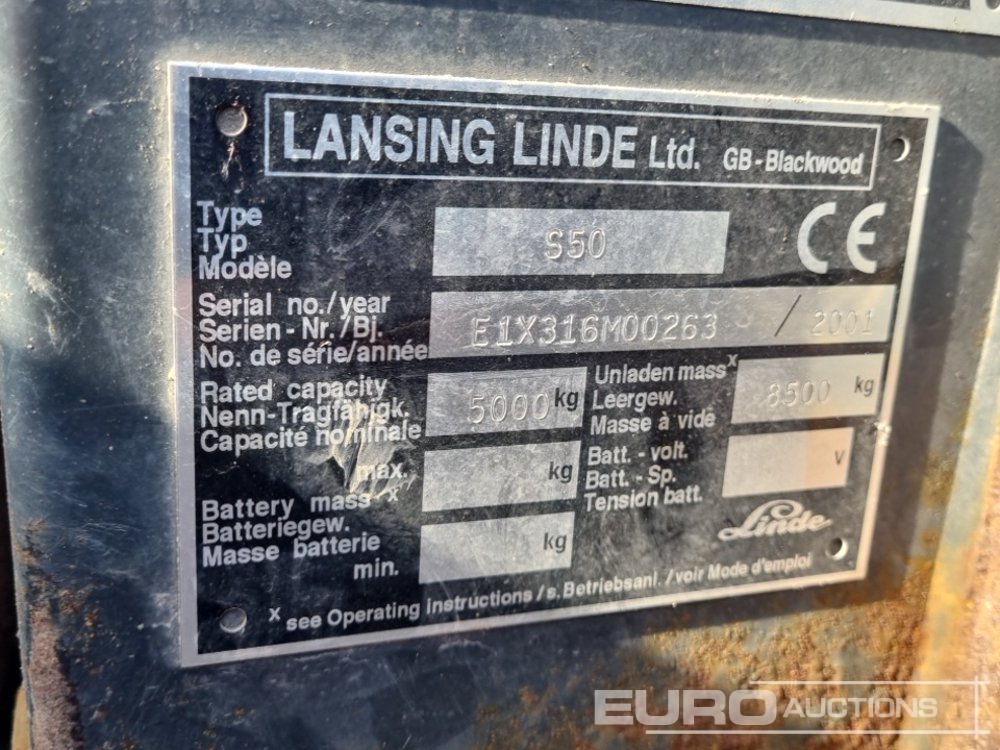 LANSING LINDE Ltd. GB - Blackwood
Type
Typ
Modèle
S50
CE
Serial no./year
Serien - Nr./Bj.
No. de série/année
E1X316M00263 / 2001
Rated capacity
Nenn-Tragfähigk.
Capacité nominale
5000 kg
Unladen mass x
Leergew.
Masse à vide
8500 kg
max.
Battery mass x
Batteriegew.
Masse batterie
min.
kg
kg
Batt. - volt.
Batt. - Sp.
Tension batt.
V
Linde
x see Operating instructions / s. Betriebsanl. / voir Mode d'emploi
EURO AUCTIONS